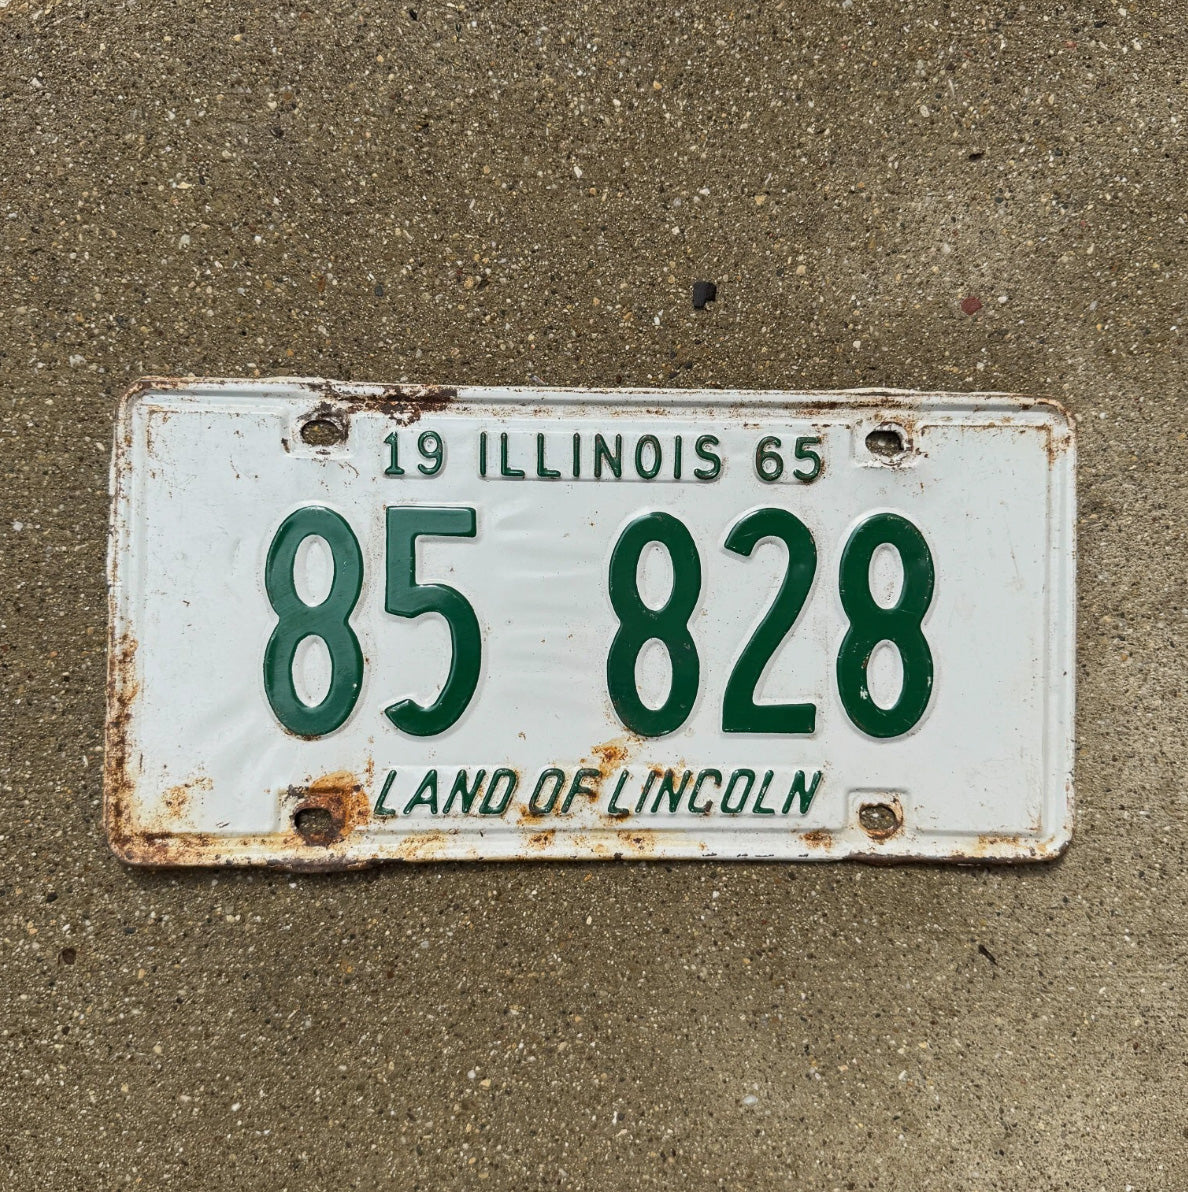 19 ILLINOIS 65
85 828
LAND OF LINCOLN